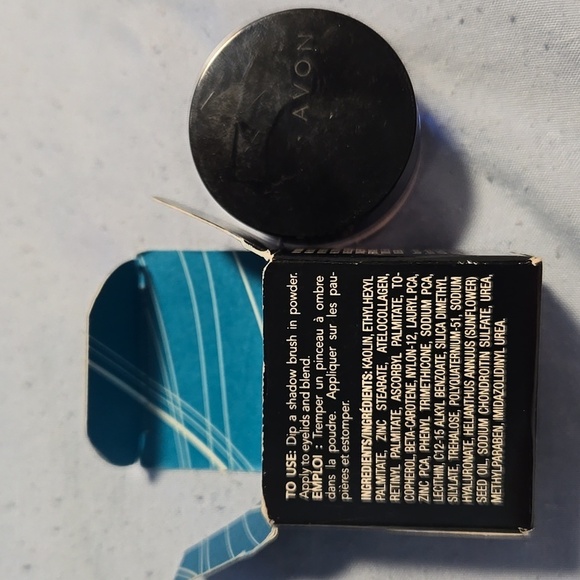 AVON
TO USE: Dip a shadow brush in powder.
Apply to eyelids and blend.
EMPLOI : Tremper un pinceau à ombre
dans la poudre. Appliquer sur les pau-
pières et estomper.
INGREDIENTS/INGRÉDIENTS: KAOLIN, ETHYLHEXYL
PALMITATE, ZINC STEARATE, ATELOCOLLAGEN,
RETINYL PALMITATE, ASCORBYL PALMITATE, TO-
COPHEROL, BETA-CAROTENE, NYLON-12, LAURYL PCA,
ZINC PCA, PHENYL TRIMETHICONE, SODIUM PCA,
LECITHIN, C12-15 ALKYL BENZOATE, SILICA DIMETHYL
SILYLATE, TREHALOSE, POLYQUATERNIUM-51, SODIUM
HYALURONATE, HELIANTHUS ANNUUS (SUNFLOWER)
SEED OIL, SODIUM CHONDROITIN SULFATE, UREA,
METHYLPARABEN, IMIDAZOLIDINYL UREA.